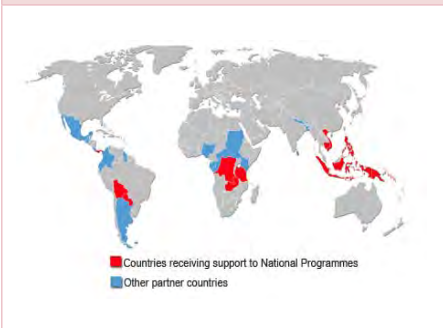 Countries receiving support to National Programmes
Other partner countries